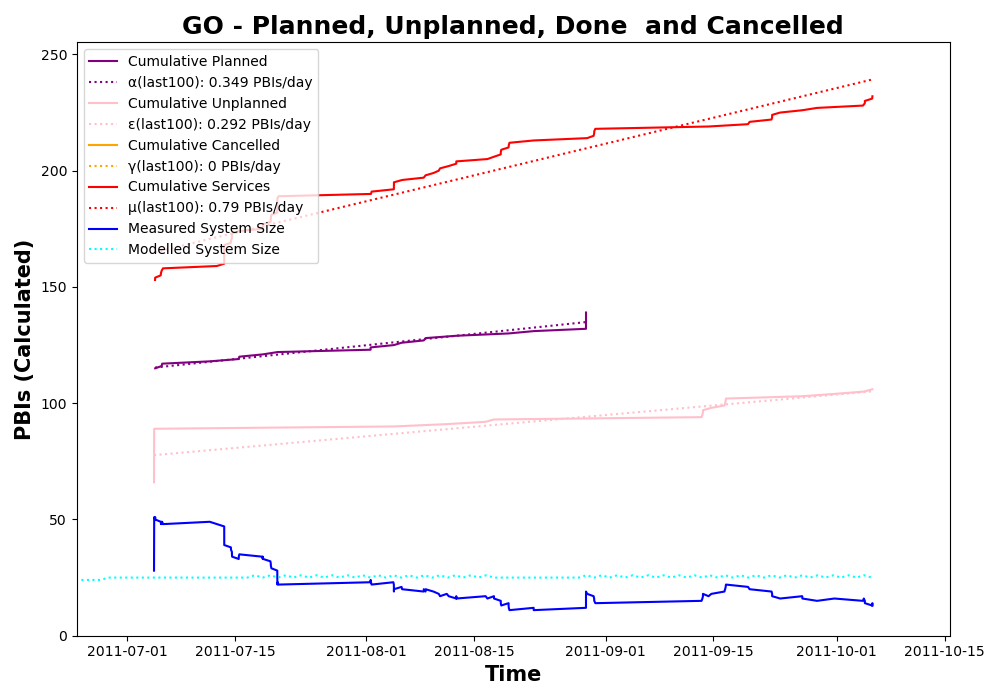 GO - Planned, Unplanned, Done  and Cancelled
250
200
150
100
50
0
PBIs (Calculated)
Cumulative Planned
α(last100): 0.349 PBIs/day
Cumulative Unplanned
ε(last100): 0.292 PBIs/day
Cumulative Cancelled
γ(last100): 0 PBIs/day
Cumulative Services
μ(last100): 0.79 PBIs/day
Measured System Size
Modelled System Size
2011-07-01 2011-07-15 2011-08-01 2011-08-15 2011-09-01 2011-09-15 2011-10-01 2011-10-15
Time